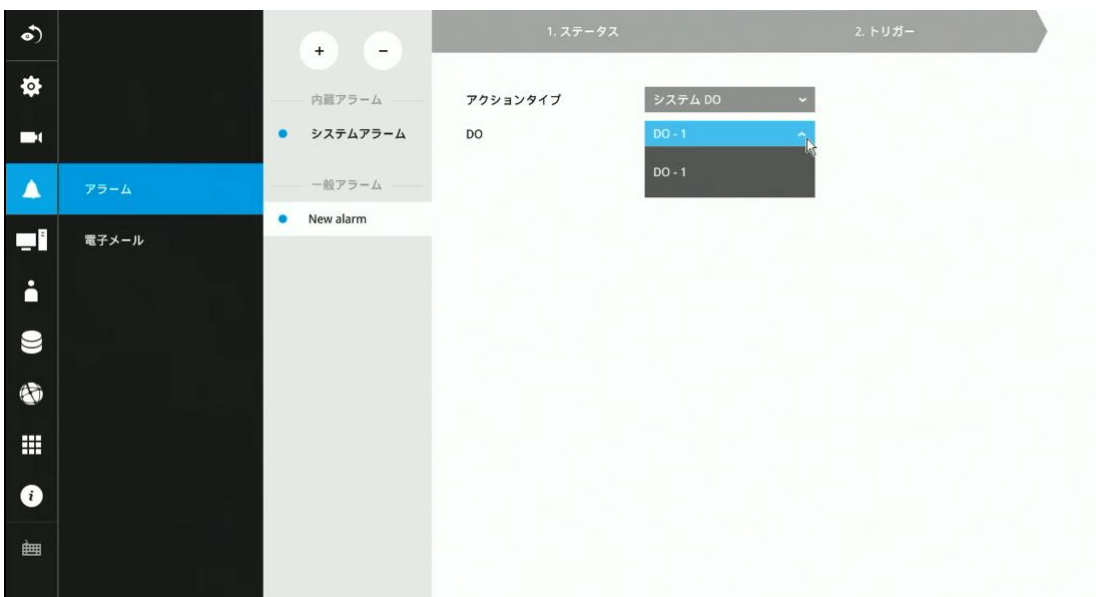 1. ステータス
2. トリガー
+
−
内蔵アラーム
システムアラーム
一般アラーム
New alarm
アラーム
電子メール
アクションタイプ
システム DO
DO
DO - 1
DO - 1